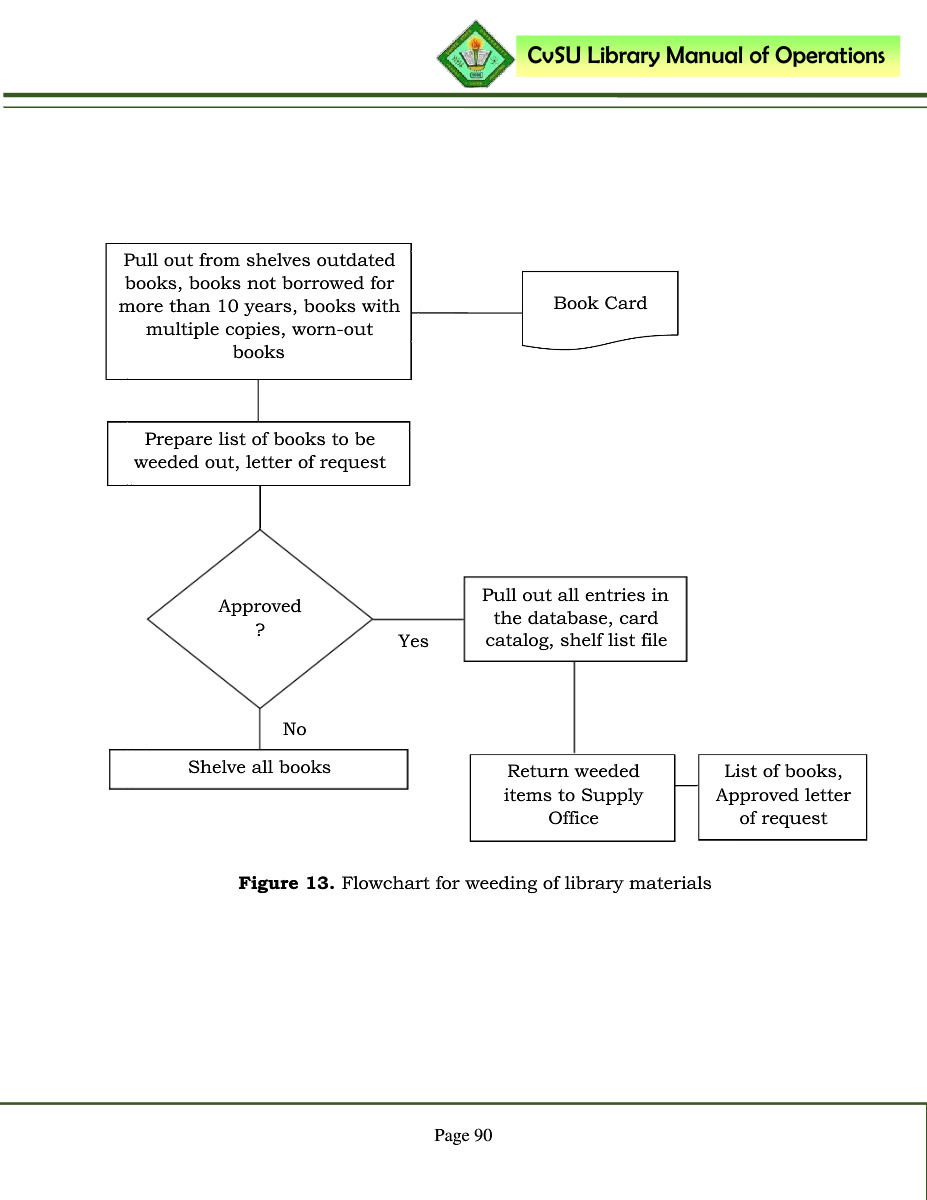 CvSU Library Manual of Operations
Pull out from shelves outdated
books, books not borrowed for
more than 10 years, books with
multiple copies, worn-out
books
Book Card
Prepare list of books to be
weeded out, letter of request
Approved
?
Yes
Pull out all entries in
the database, card
catalog, shelf list file
No
Shelve all books
Return weeded
items to Supply
Office
List of books,
Approved letter
of request
Figure 13. Flowchart for weeding of library materials
Page 90